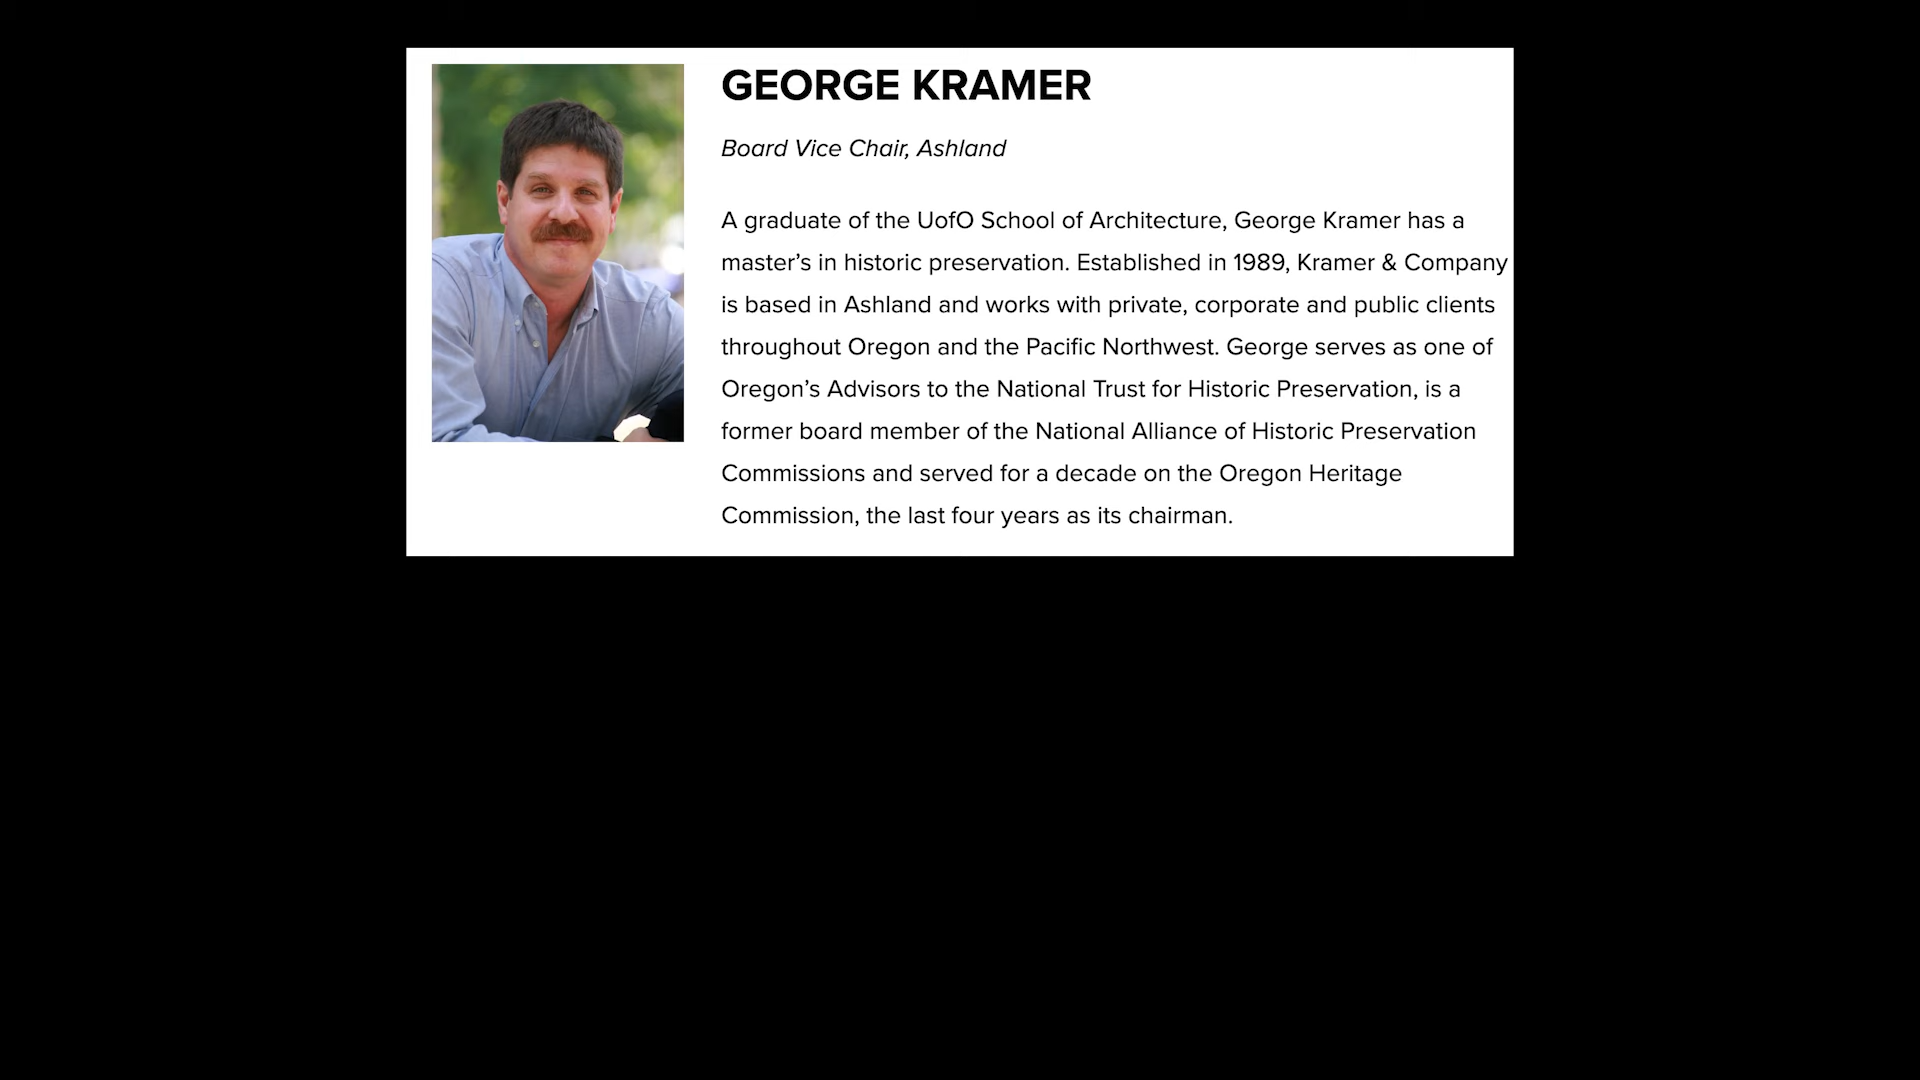 GEORGE KRAMER
Board Vice Chair, Ashland
A graduate of the UofO School of Architecture, George Kramer has a
master’s in historic preservation. Established in 1989, Kramer & Company
is based in Ashland and works with private, corporate and public clients
throughout Oregon and the Pacific Northwest. George serves as one of
Oregon’s Advisors to the National Trust for Historic Preservation, is a
former board member of the National Alliance of Historic Preservation
Commissions and served for a decade on the Oregon Heritage
Commission, the last four years as its chairman.